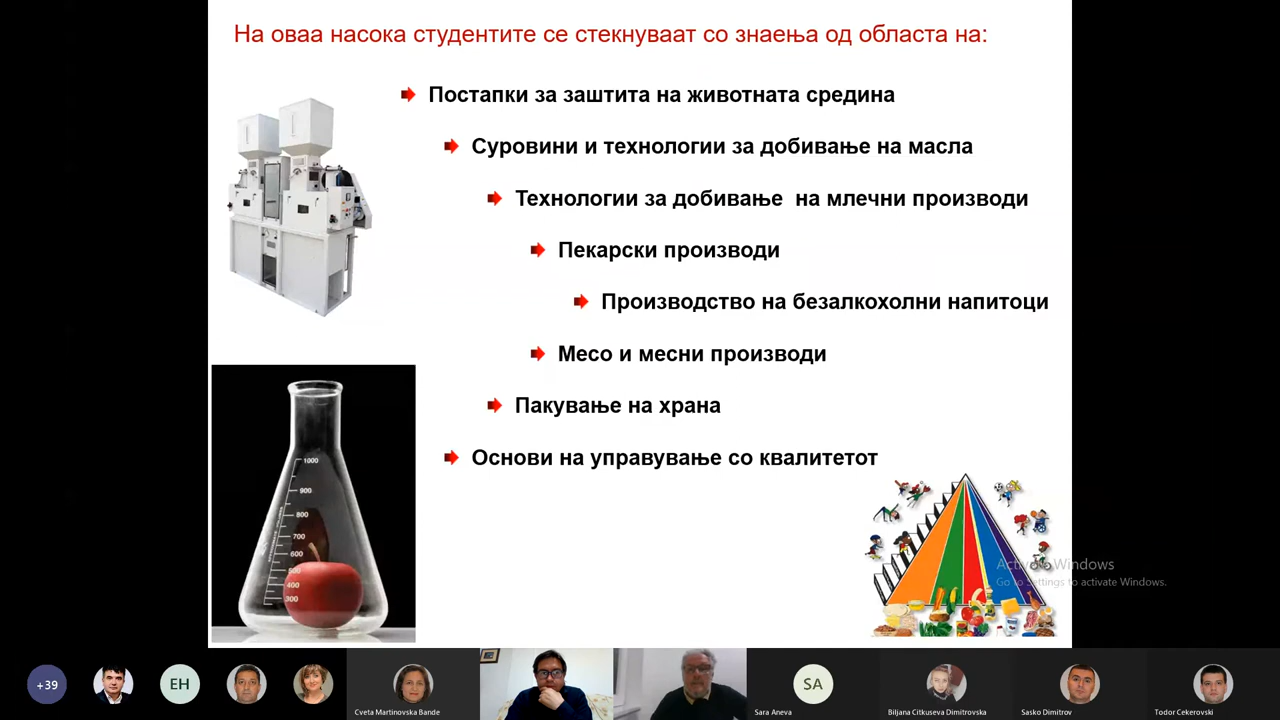 На оваа насока студентите се стекнуваат со знаења од областа на:
Постапки за заштита на животната средина
Суровини и технологии за добивање на масла
Технологии за добивање на млечни производи
Пекарски производи
Производство на безалкохолни напитоци
Месо и месни производи
Пакување на храна
Основи на управување со квалитетот
1000
900
800
700
600
500
400
300
Activate Windows
Go to Settings to activate Windows.
+39
EH
SA
Cveta Martinovska Bande
Sara Aneva
Biljana Citkuseva Dimitrovska
Sasko Dimitrov
Todor Cekerovski